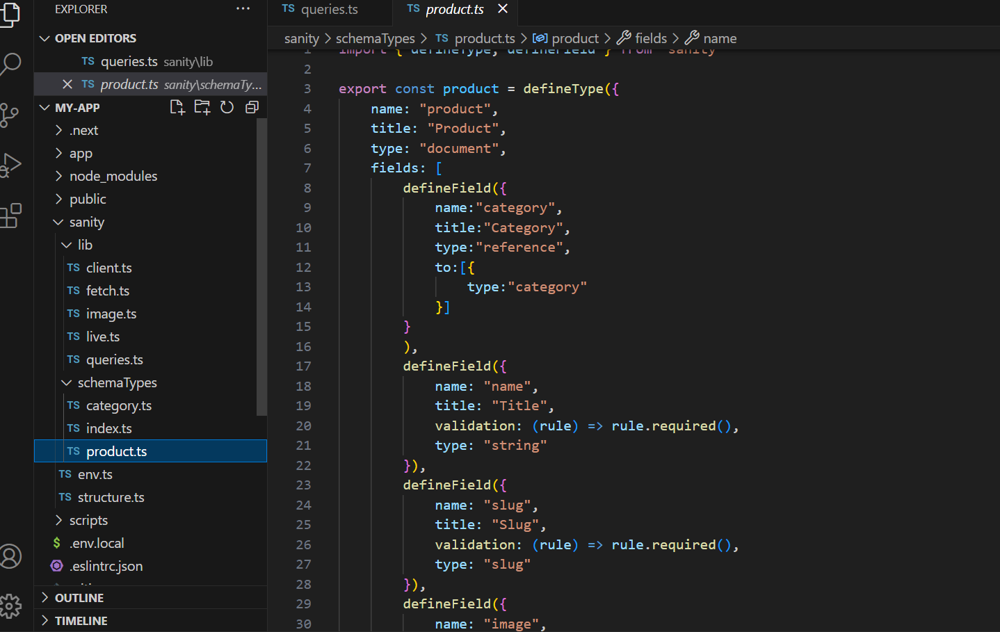 EXPLORER ···
OPEN EDITORS
TS queries.ts sanity\lib
TS product.ts sanity\schemaTy...
MY-APP
.next
app
node_modules
public
sanity
lib
TS client.ts
TS fetch.ts
TS image.ts
TS live.ts
TS queries.ts
schemaTypes
TS category.ts
TS index.ts
TS product.ts
TS env.ts
TS structure.ts
scripts
$ .env.local
.eslintrc.json
OUTLINE
TIMELINE
TS queries.ts TS product.ts
sanity > schemaTypes > TS product.ts > product > fields > name
1 import { defineType, defineField } from "sanity"
2
3 export const product = defineType({
4 name: "product",
5 title: "Product",
6 type: "document",
7 fields: [
8 defineField({
9 name:"category",
10 title:"Category",
11 type:"reference",
12 to:[{
13 type:"category"
14 }]
15 }
16 ),
17 defineField({
18 name: "name",
19 title: "Title",
20 validation: (rule) => rule.required(),
21 type: "string"
22 }),
23 defineField({
24 name: "slug",
25 title: "Slug",
26 validation: (rule) => rule.required(),
27 type: "slug"
28 }),
29 defineField({
30 name: "image",